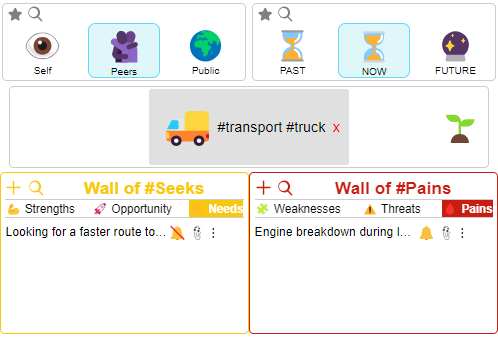 Self Peers Public PAST NOW FUTURE
#transport #truck x
Wall of #Seeks
Strengths Opportunity Needs
Looking for a faster route to...
Wall of #Pains
Weaknesses Threats Pains
Engine breakdown during l...